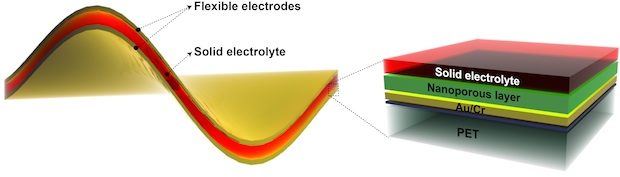 Flexible electrodes
Solid electrolyte
Solid electrolyte
Nanoporous layer
Au/Cr
PET